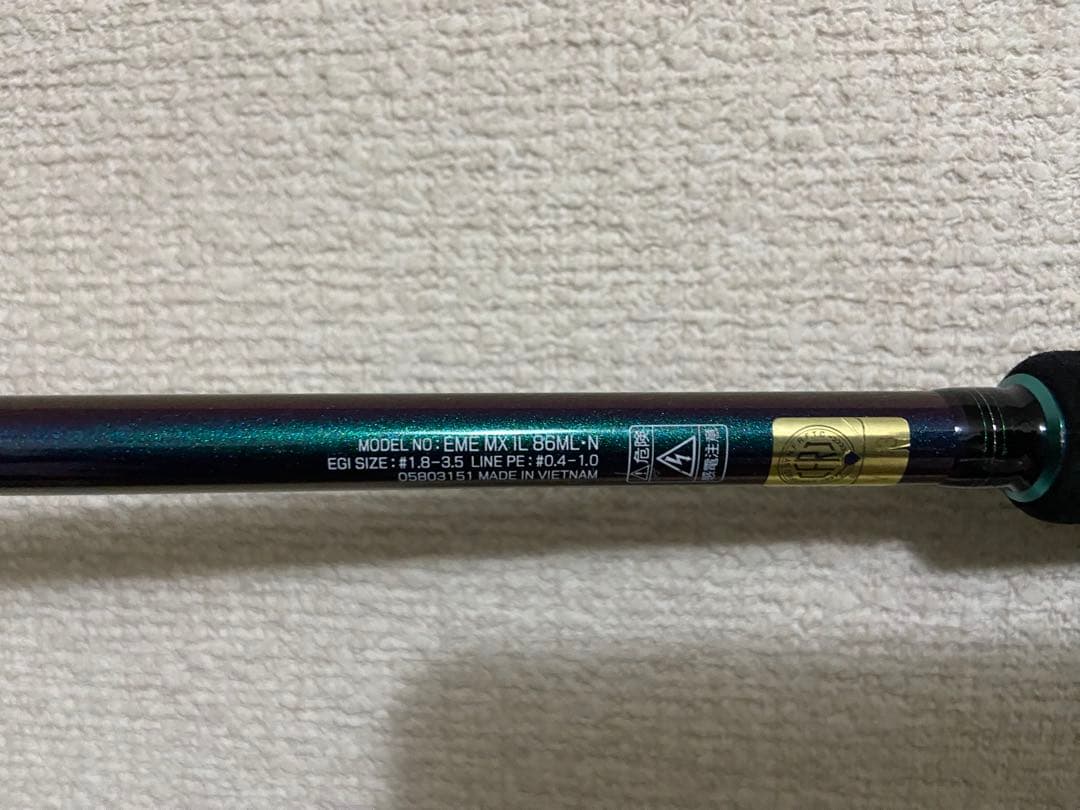 MODEL NO : EME MX IL 86ML・N
EGI SIZE : #1.8-3.5 LINE PE : #0.4-1.0
05803151 MADE IN VIETNAM
危険
感電注意